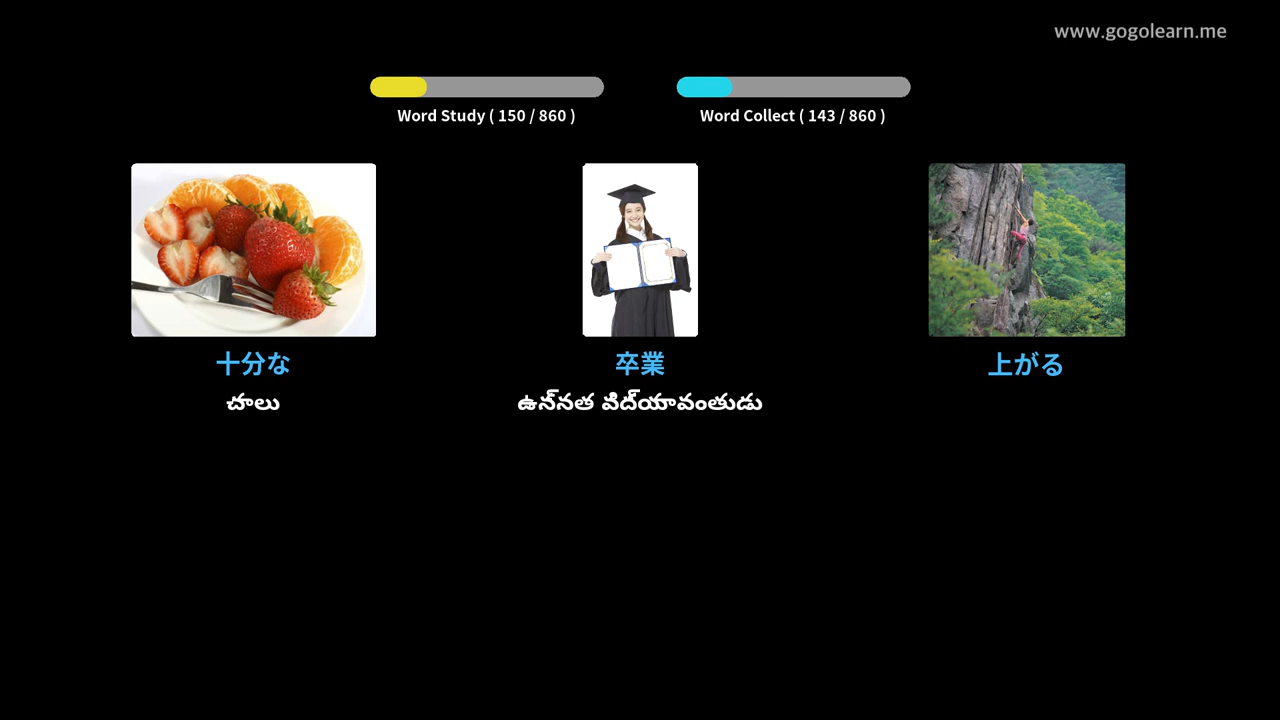 www.gogolearn.me
Word Study ( 150 / 860 )
Word Collect ( 143 / 860 )
十分な
卒業
上がる
చాలు
ఉన్నత విద్యావంతుడు